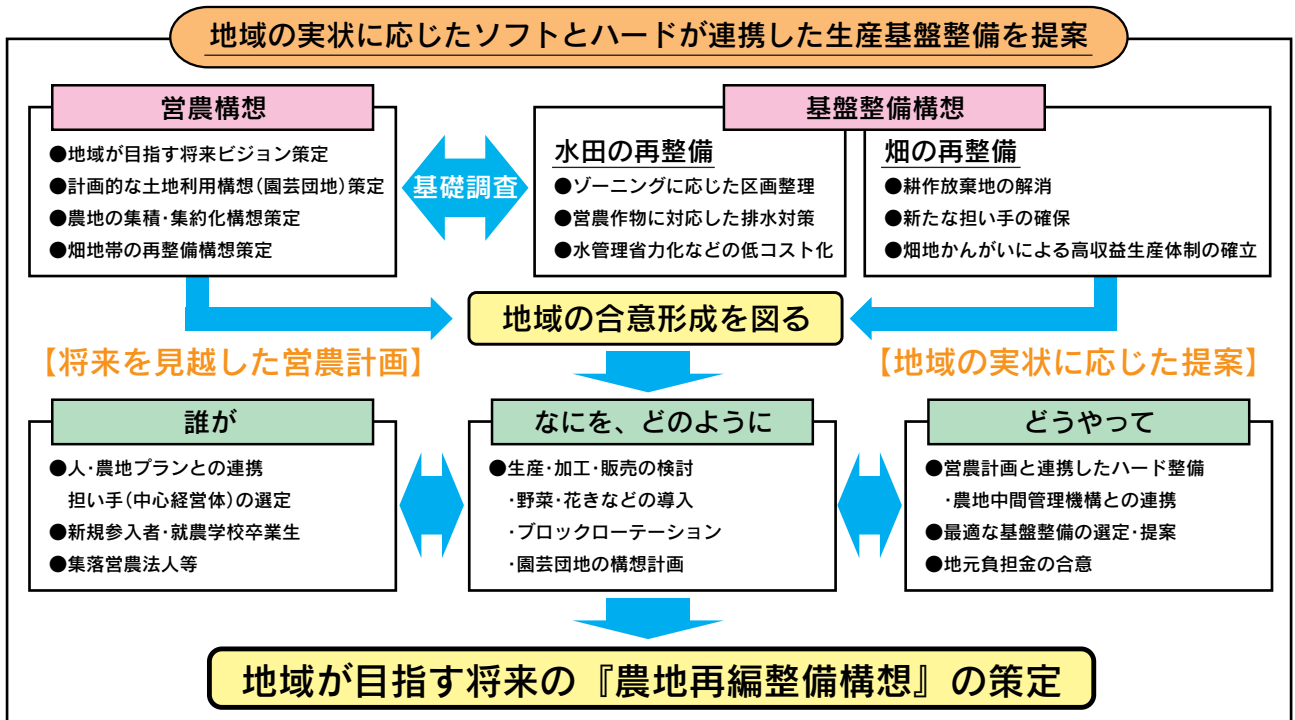 地域の実状に応じたソフトとハードが連携した生産基盤整備を提案
営農構想
●地域が目指す将来ビジョン策定
●計画的な土地利用構想(園芸団地)策定
●農地の集積・集約化構想策定
●畑地帯の再整備構想策定
基礎調査
基盤整備構想
水田の再整備
●ゾーニングに応じた区画整理
●営農作物に対応した排水対策
●水管理省力化などの低コスト化
畑の再整備
●耕作放棄地の解消
●新たな担い手の確保
●畑地かんがいによる高収益生産体制の確立
地域の合意形成を図る
【将来を見越した営農計画】
【地域の実状に応じた提案】
誰が
●人・農地プランとの連携
担い手(中心経営体)の選定
●新規参入者・就農学校卒業生
●集落営農法人等
なにを、どのように
●生産・加工・販売の検討
・野菜・花きなどの導入
・ブロックローテーション
・園芸団地の構想計画
どうやって
●営農計画と連携したハード整備
・農地中間管理機構との連携
●最適な基盤整備の選定・提案
●地元負担金の合意
地域が目指す将来の『農地再編整備構想』の策定